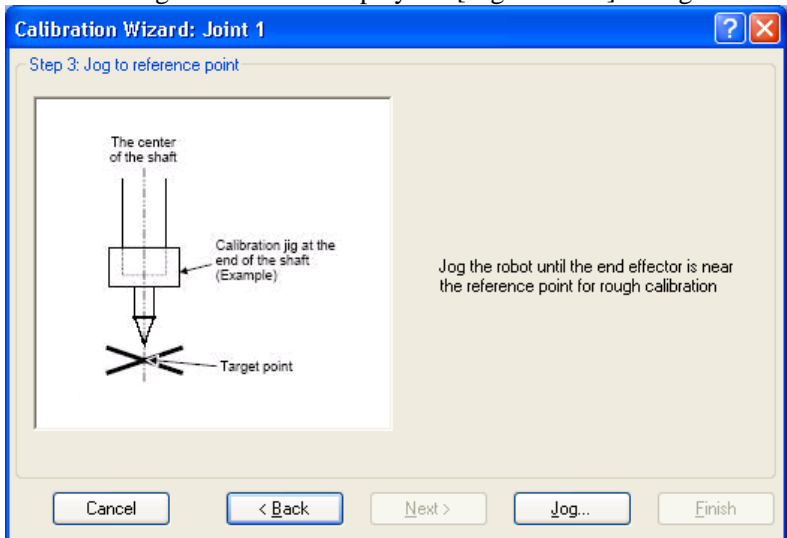 Calibration Wizard: Joint 1
Step 3: Jog to reference point
The center
of the shaft
Calibration jig at the
end of the shaft
(Example)
Target point
Jog the robot until the end effector is near
the reference point for rough calibration
Cancel
< Back
Next >
Jog...
Finish